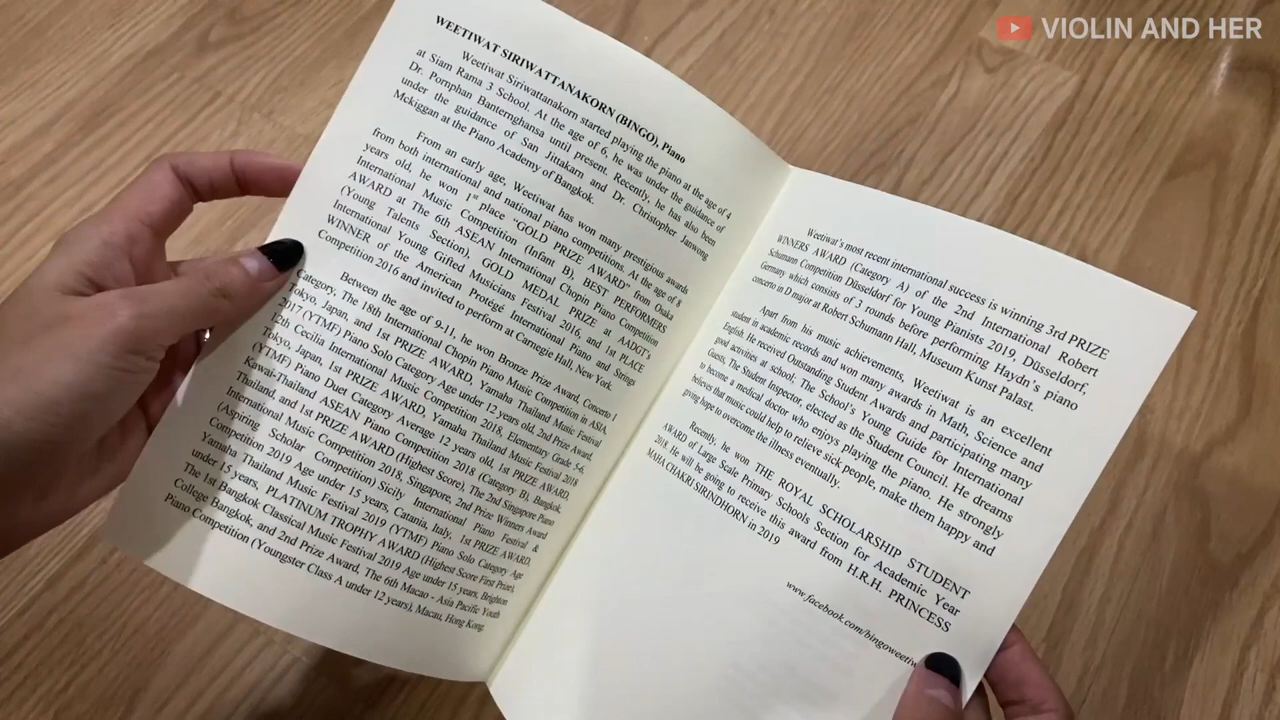 VIOLIN AND HER
WEETIWAT SIRIWATTANAKORN (BINGO), Piano
Weetiwat Siriwattanakorn started playing the piano at the age of 4
at Siam Rama 3 School. At the age of 6, he was under the guidance of
Dr. Pornphan Banternghansa until present. Recently, he has also been
under the guidance of San Jittakarn and Dr. Christopher Janwong
Mckiggan at the Piano Academy of Bangkok.
From an early age, Weetiwat has won many prestigious awards
from both international and national piano competitions. At the age of 8
years old, he won 1st place "GOLD PRIZE AWARD" from Osaka
International Music Competition (Infant B), BEST PERFORMERS
AWARD at The 6th ASEAN International Chopin Piano Competition
(Young Talents Section), GOLD MEDAL PRIZE at AADGT's
International Young Gifted Musicians Festival 2016, and 1st PLACE
WINNER of the American Protégé International Piano and Strings
Competition 2016 and invited to perform at Carnegie Hall, New York.
Between the age of 9-11, he won Bronze Prize Award, Concerto 1
Category, The 18th International Chopin Piano Music Competition in ASIA,
Tokyo, Japan, and 1st PRIZE AWARD, Yamaha Thailand Music Festival
2017 (YTMF) Piano Solo Category Age under 12 years old, 2nd Prize Award,
12th Cecilia International Music Competition 2018, Elementary Grade 5-6,
Tokyo, Japan, 1st PRIZE AWARD, Yamaha Thailand Music Festival 2018
(YTMF) Piano Duet Category Average 12 years old, 1st PRIZE AWARD,
Kawai Thailand ASEAN Piano Competition 2018 (Category B), Bangkok,
Thailand, and 1st PRIZE AWARD (Highest Score), The 2nd Singapore Piano
International Music Competition 2018, Singapore, 2nd Prize Winners Award
(Aspiring Scholar Competition) Sicily International Piano Festival &
Competition 2019 Age under 15 years, Catania, Italy, 1st PRIZE AWARD,
Yamaha Thailand Music Festival 2019 (YTMF) Piano Solo Category Age
under 15 years, PLATINUM TROPHY AWARD (Highest Score First Prize),
The 1st Bangkok Classical Music Festival 2019 Age under 15 years, Brighton
College Bangkok, and 2nd Prize Award, The 6th Macao - Asia Pacific Youth
Piano Competition (Youngster Class A under 12 years), Macau, Hong Kong.
Weetiwat's most recent international success is winning 3rd PRIZE
WINNERS AWARD (Category A) of the 2nd International Robert
Schumann Competition Düsseldorf for Young Pianists 2019, Düsseldorf,
Germany which consists of 3 rounds before performing Haydn's piano
concerto in D major at Robert Schumann Hall, Museum Kunst Palast.
Apart from his music achievements, Weetiwat is an excellent
student in academic records and won many awards in Math, Science and
English. He received Outstanding Student Awards and participating many
good activities at school; The School's Young Guide for International
Guests, The Student Inspector, elected as the Student Council. He dreams
to become a medical doctor who enjoys playing the piano. He strongly
believes that music could help to relieve sick people, make them happy and
giving hope to overcome the illness eventually.
Recently, he won THE ROYAL SCHOLARSHIP STUDENT
AWARD of Large Scale Primary Schools Section for Academic Year
2018. He will be going to receive this award from H.R.H. PRINCESS
MAHA CHAKRI SIRINDHORN in 2019
www.facebook.com/bingoweetiw